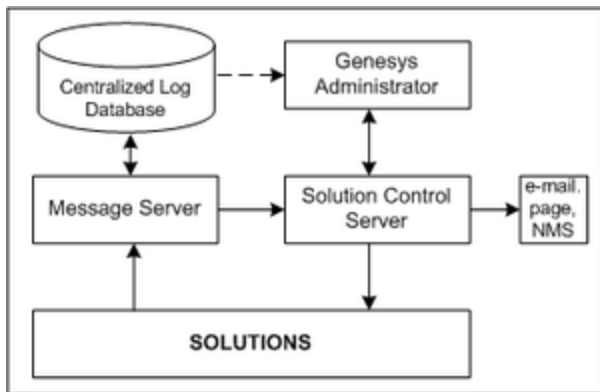 Centralized Log
Database
Genesys
Administrator
Message Server
Solution Control
Server
e-mail.
page,
NMS
SOLUTIONS